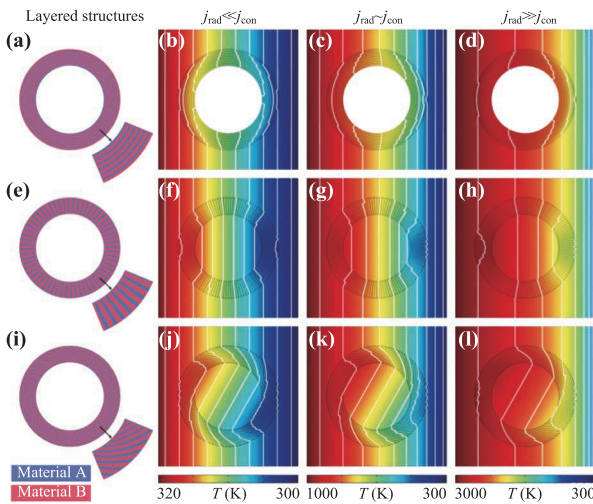 Layered structures j_rad≪j_con j_rad~j_con j_rad≫j_con
(a) (b) (c) (d)
(e) (f) (g) (h)
(i) (j) (k) (l)
Material A
Material B
320 T (K) 300 1000 T (K) 300 3000 T (K) 300